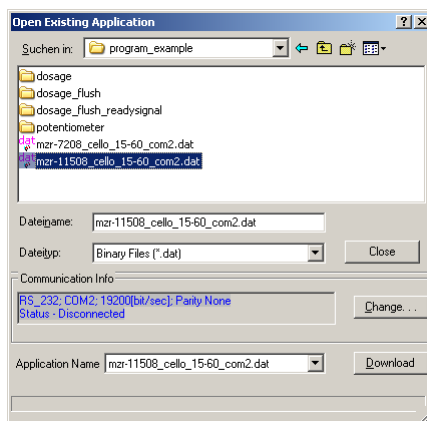 Open Existing Application
Suchen in: program_example
dosage
dosage_flush
dosage_flush_readysignal
potentiometer
dat mzr-7208_cello_15-60_com2.dat
dat mzr-11508_cello_15-60_com2.dat
Dateiname: mzr-11508_cello_15-60_com2.dat
Dateityp: Binary Files (*.dat) Close
Communication Info
RS_232; COM2; 19200[bit/sec]; Parity None
Status - Disconnected
Change. . .
Application Name mzr-11508_cello_15-60_com2.dat Download